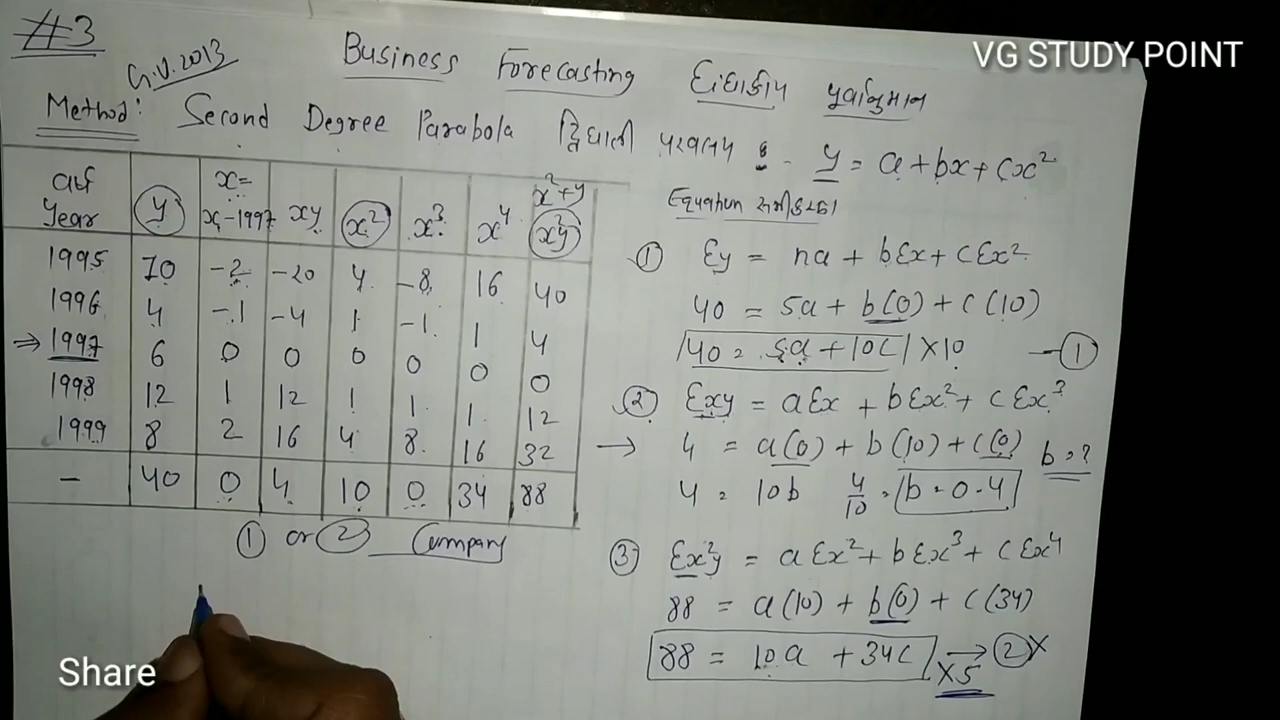 #3
VG STUDY POINT
G.U. 2013
Business Forecasting
Method: Second Degree Parabola y = a + bx + cx²
Equation
वर्ष Year | y | x = x-1997 | xy | x² | x³ | x⁴ | x²+y x²y
1995 | 10 | -2 | -20 | 4 | -8 | 16 | 40
1996 | 4 | -1 | -4 | 1 | -1 | 1 | 4
⇒ 1997 | 6 | 0 | 0 | 0 | 0 | 0 | 0
1998 | 12 | 1 | 12 | 1 | 1 | 1 | 12
1999 | 8 | 2 | 16 | 4 | 8 | 16 | 32
- | 40 | 0 | 4 | 10 | 0 | 34 | 88
① or ② Company
① Σy = na + bΣx + cΣx²
40 = 5a + b(0) + c(10)
40 = 5a + 10c × 10 — ①
② Σxy = aΣx + bΣx² + cΣx³
→ 4 = a(0) + b(10) + c(0) b = ?
4 = 10b 4/10 = b = 0.4
③ Σx²y = aΣx² + bΣx³ + cΣx⁴
88 = a(10) + b(0) + c(34)
88 = 10a + 34c → ② ×
×5
Share